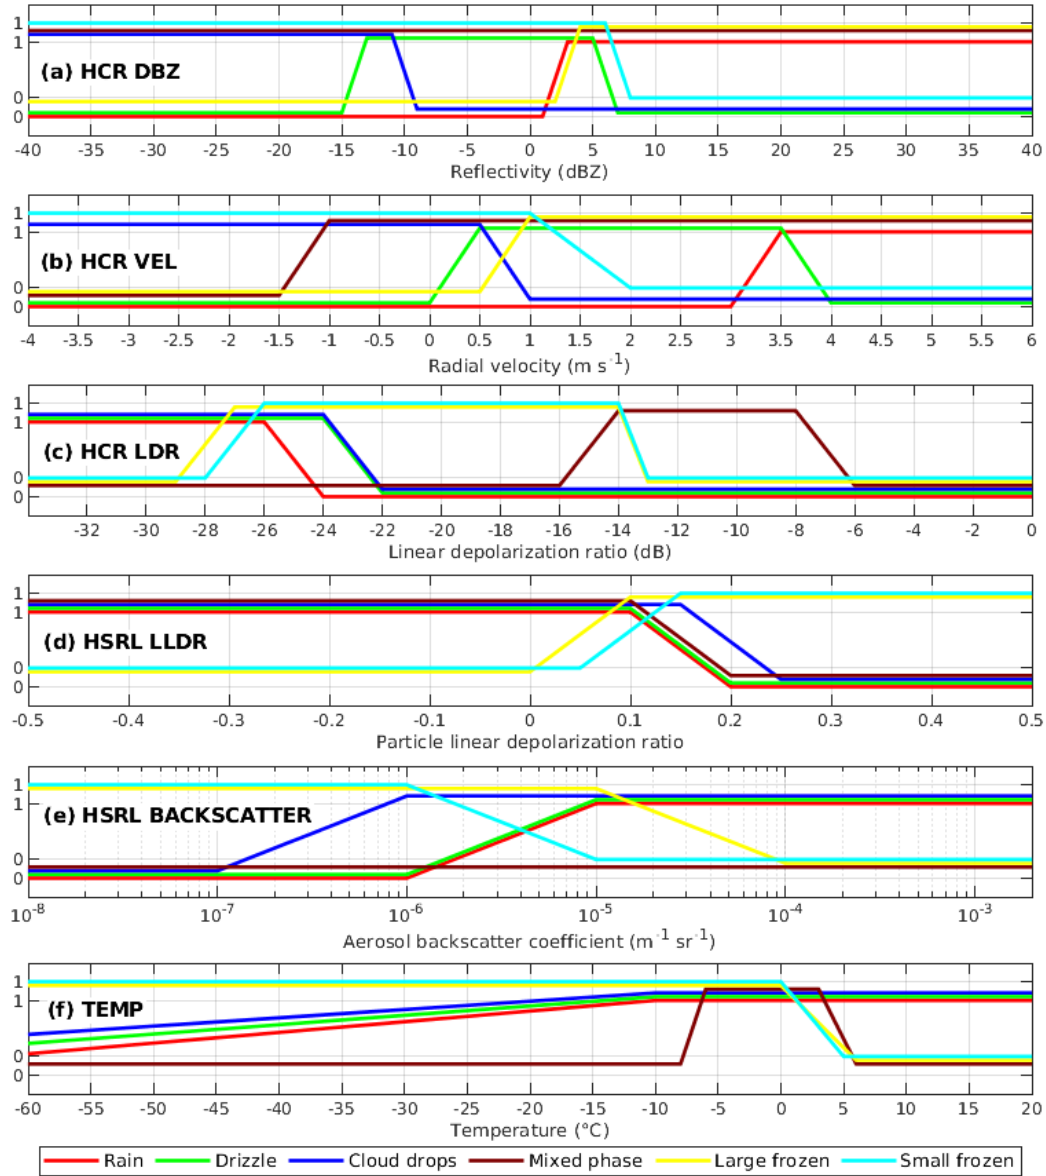 1
1
0
0
(a) HCR DBZ
-40 -35 -30 -25 -20 -15 -10 -5 0 5 10 15 20 25 30 35 40
Reflectivity (dBZ)
1
1
0
0
(b) HCR VEL
-4 -3.5 -3 -2.5 -2 -1.5 -1 -0.5 0 0.5 1 1.5 2 2.5 3 3.5 4 4.5 5 5.5 6
Radial velocity (m s⁻¹)
1
1
0
0
(c) HCR LDR
-32 -30 -28 -26 -24 -22 -20 -18 -16 -14 -12 -10 -8 -6 -4 -2 0
Linear depolarization ratio (dB)
1
1
0
0
(d) HSRL LLDR
-0.5 -0.4 -0.3 -0.2 -0.1 0 0.1 0.2 0.3 0.4 0.5
Particle linear depolarization ratio
1
1
0
0
(e) HSRL BACKSCATTER
10⁻⁸ 10⁻⁷ 10⁻⁶ 10⁻⁵ 10⁻⁴ 10⁻³
Aerosol backscatter coefficient (m⁻¹ sr⁻¹)
1
1
0
0
(f) TEMP
-60 -55 -50 -45 -40 -35 -30 -25 -20 -15 -10 -5 0 5 10 15 20
Temperature (°C)
Rain Drizzle Cloud drops Mixed phase Large frozen Small frozen